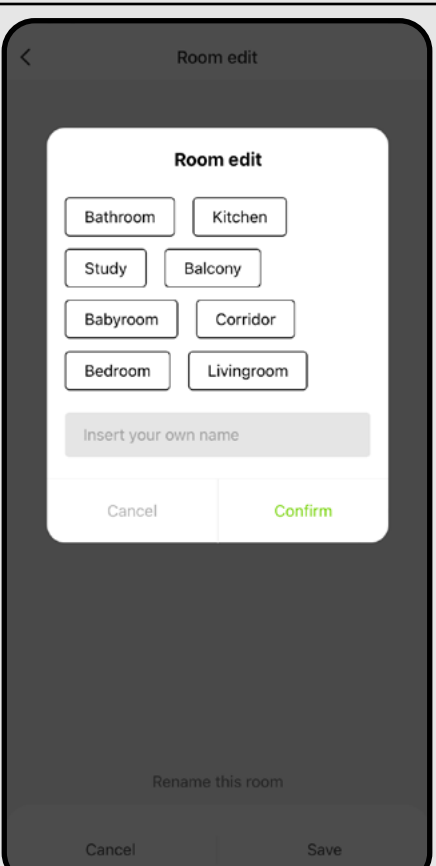 Room edit
Room edit
Bathroom Kitchen
Study Balcony
Babyroom Corridor
Bedroom Livingroom
Insert your own name
Cancel Confirm
Rename this room
Cancel Save